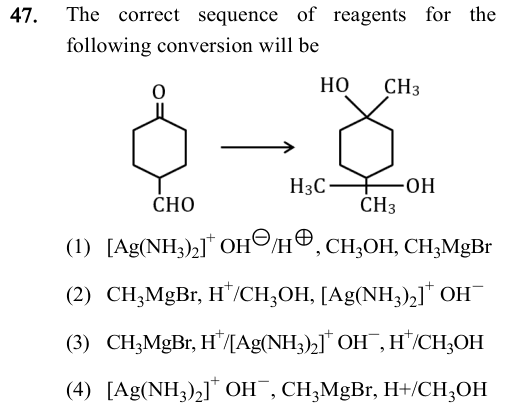 47. The correct sequence of reagents for the
following conversion will be
O
CHO
HO CH₃
H₃C OH
CH₃
(1) [Ag(NH₃)₂]⁺ OH⊖/H⊕, CH₃OH, CH₃MgBr
(2) CH₃MgBr, H⁺/CH₃OH, [Ag(NH₃)₂]⁺ OH⁻
(3) CH₃MgBr, H⁺/[Ag(NH₃)₂]⁺ OH⁻, H⁺/CH₃OH
(4) [Ag(NH₃)₂]⁺ OH⁻, CH₃MgBr, H+/CH₃OH